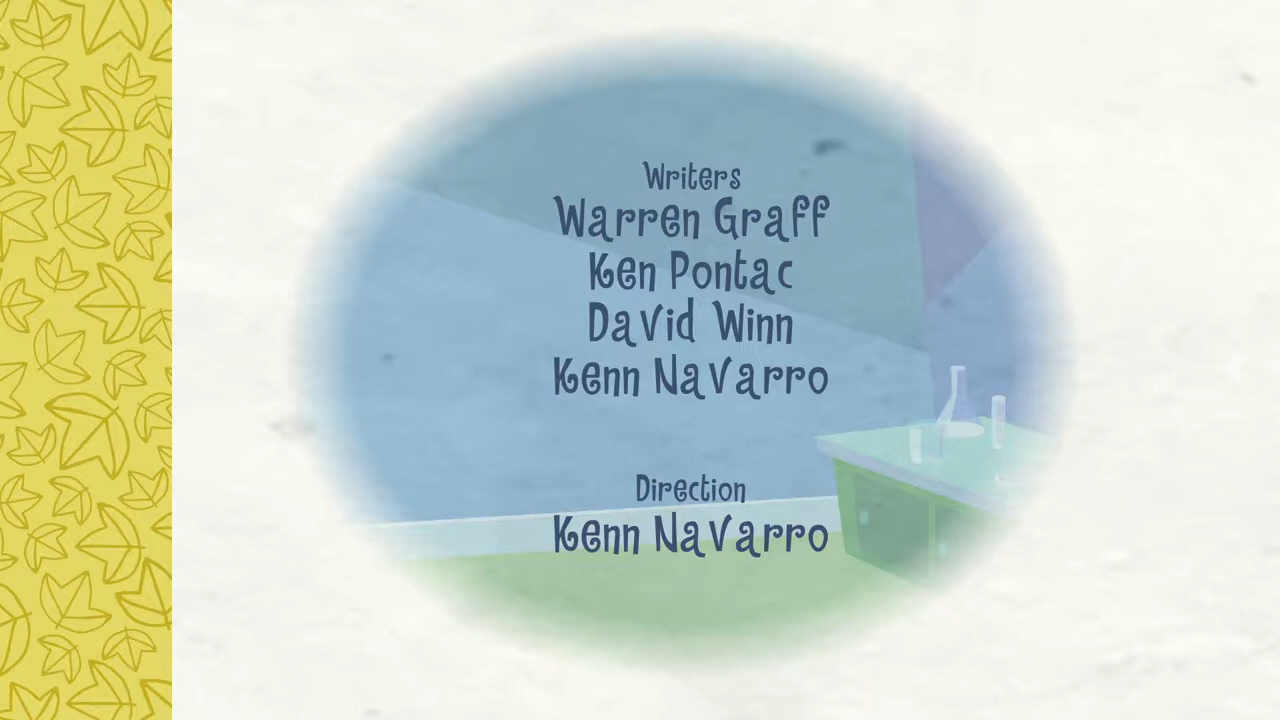 Writers
Warren Graff
Ken Pontac
David Winn
Kenn Navarro
Direction
Kenn Navarro